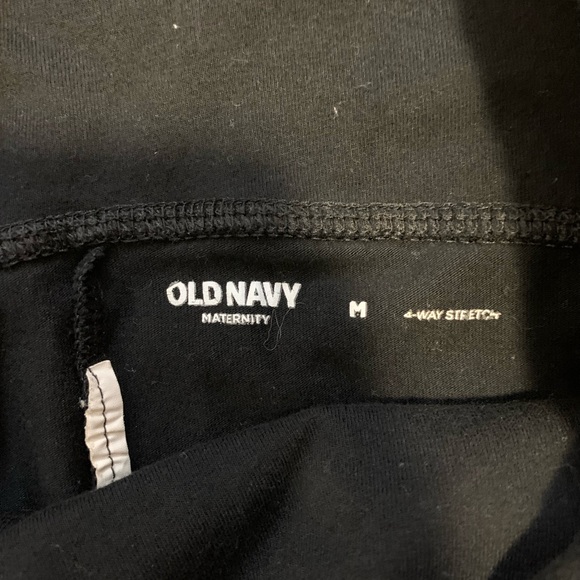 OLD NAVY
MATERNITY
M
4-WAY STRETCH